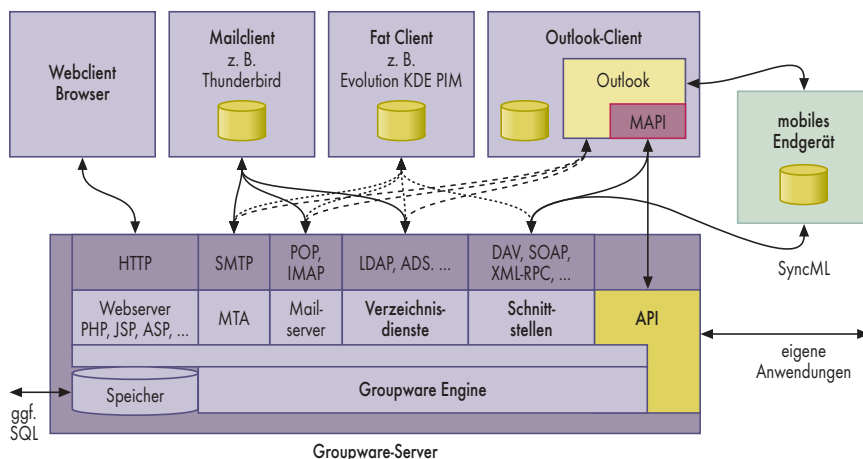 Webclient
Browser
Mailclient
z. B.
Thunderbird
Fat Client
z. B.
Evolution KDE PIM
Outlook-Client
Outlook
MAPI
mobiles
Endgerät
SyncML
HTTP
SMTP
POP,
IMAP
LDAP, ADS. ...
DAV, SOAP,
XML-RPC, ...
Webserver
PHP, JSP, ASP, ...
MTA
Mail-
server
Verzeichnis-
dienste
Schnitt-
stellen
API
eigene
Anwendungen
Speicher
Groupware Engine
ggf.
SQL
Groupware-Server